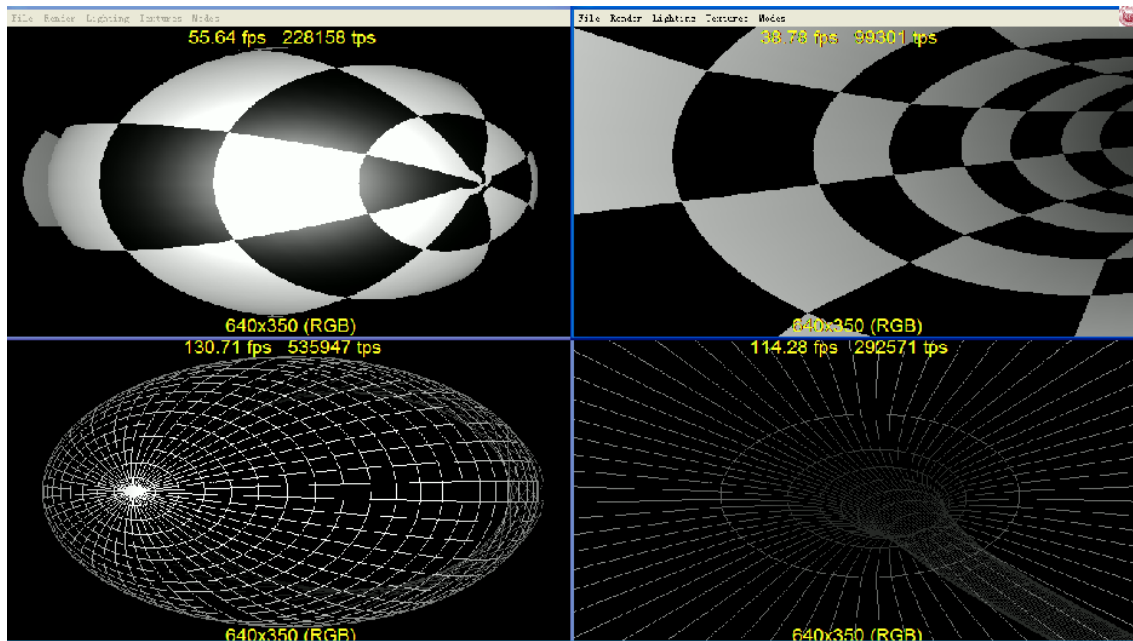 File Render Lighting Textures Modes
55.64 fps 228158 tps
640x350 (RGB)
File Render Lighting Textures Modes
38.78 fps 99301 tps
640x350 (RGB)
130.71 fps 535947 tps
640x350 (RGB)
114.28 fps 292571 tps
640x350 (RGB)